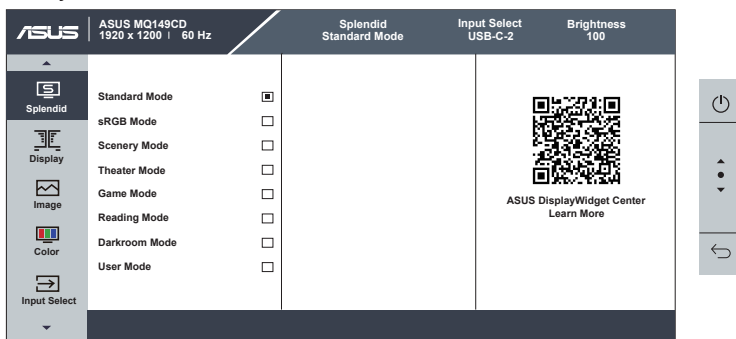 ASUS
ASUS MQ149CD
1920 x 1200 60 Hz
Splendid
Standard Mode
Input Select
USB-C-2
Brightness
100
Splendid
Display
Image
Color
Input Select
Standard Mode
sRGB Mode
Scenery Mode
Theater Mode
Game Mode
Reading Mode
Darkroom Mode
User Mode
ASUS DisplayWidget Center
Learn More